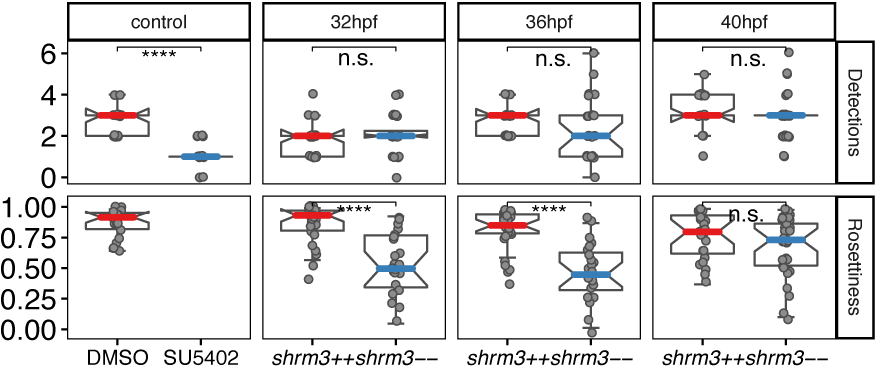 control 32hpf 36hpf 40hpf
6 **** n.s. n.s. n.s. Detections
4
2
0
1.00 **** **** n.s. Rosettiness
0.75
0.50
0.25
0.00
DMSO SU5402 shrm3++shrm3−− shrm3++shrm3−− shrm3++shrm3−−